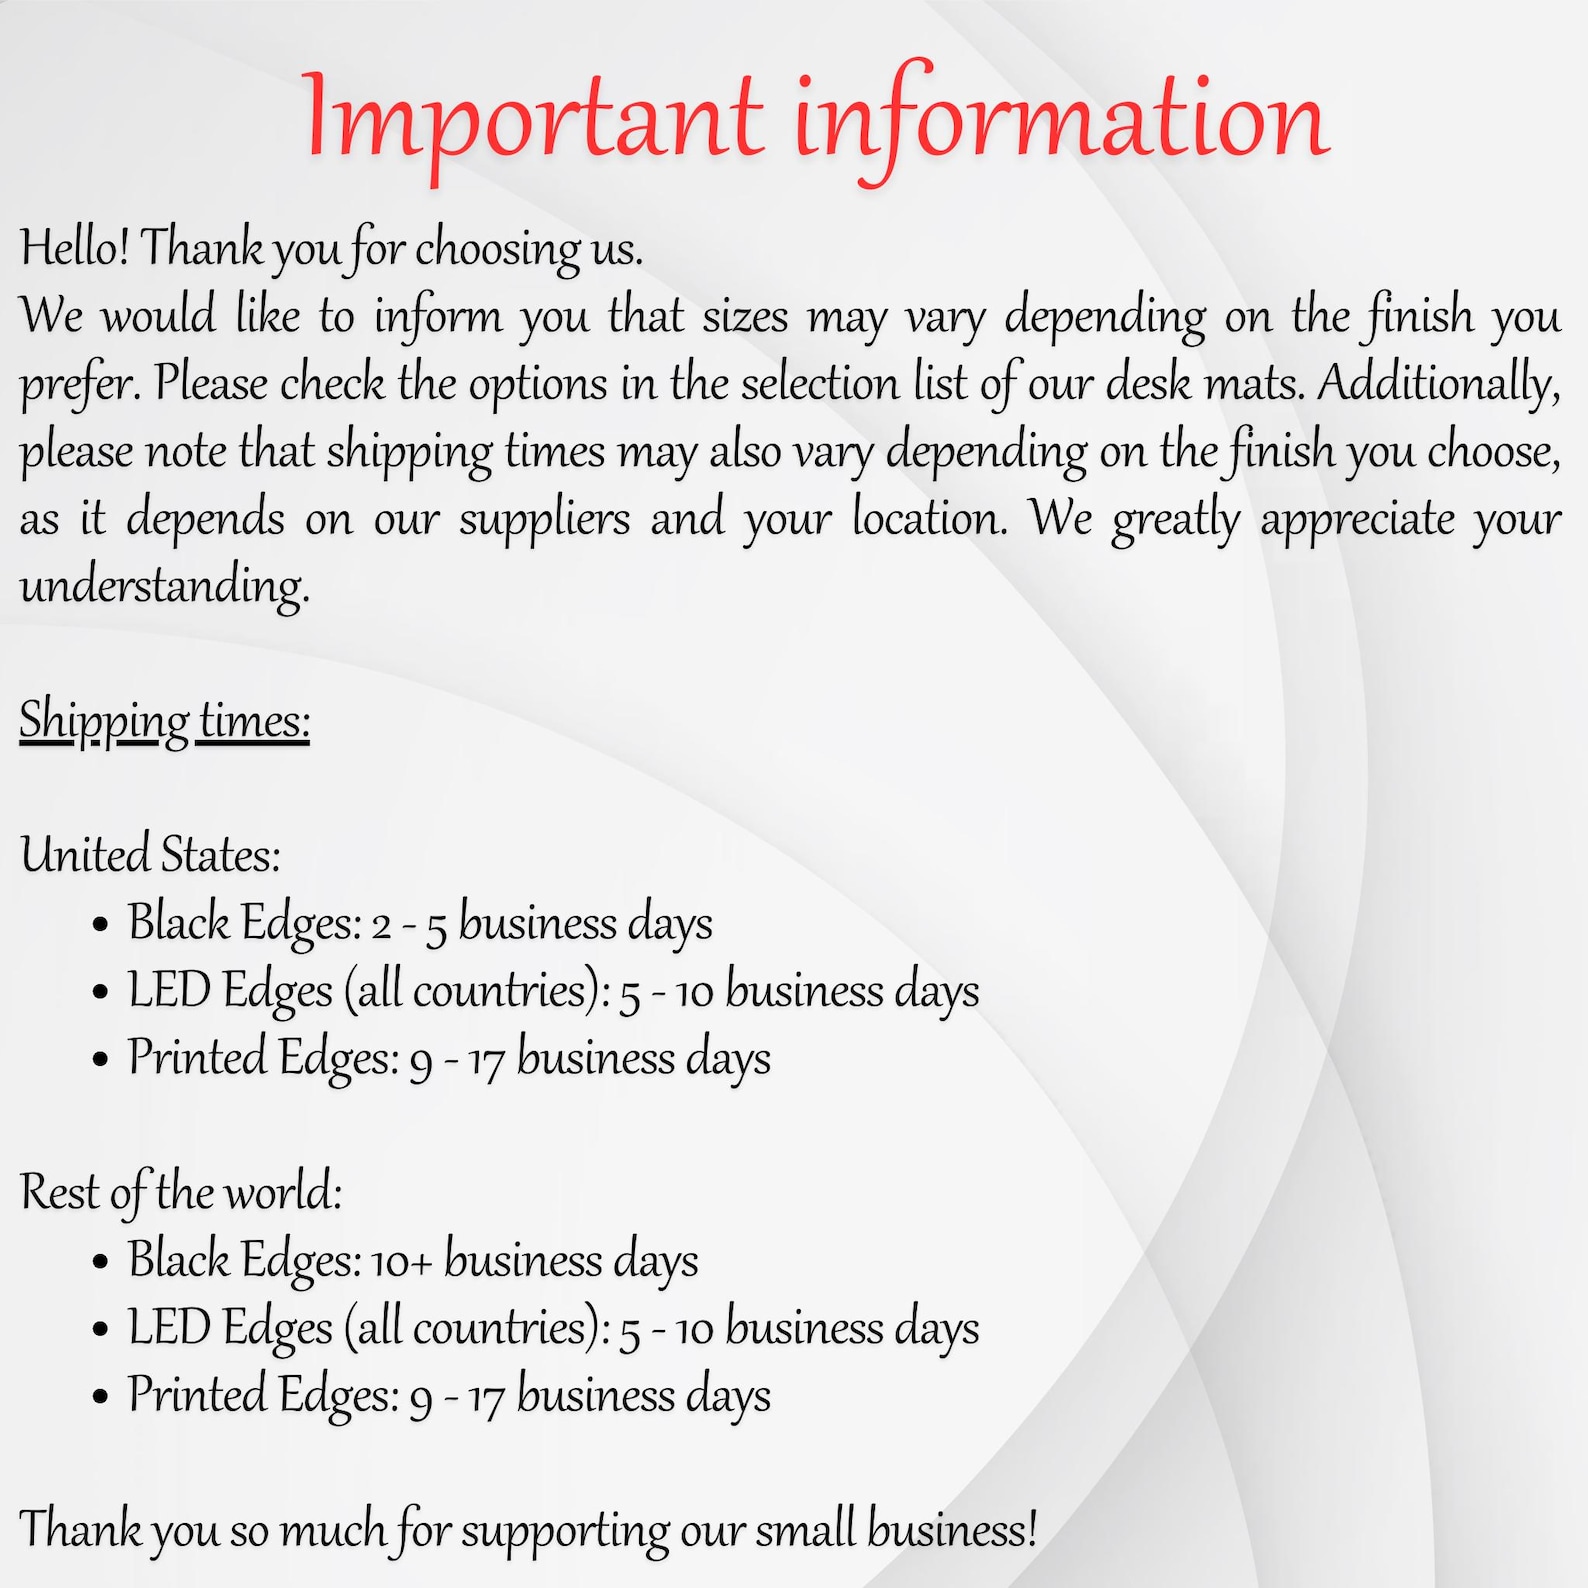 Important information
Hello! Thank you for choosing us.
We would like to inform you that sizes may vary depending on the finish you
prefer. Please check the options in the selection list of our desk mats. Additionally,
please note that shipping times may also vary depending on the finish you choose,
as it depends on our suppliers and your location. We greatly appreciate your
understanding.
Shipping times:
United States:
• Black Edges: 2 - 5 business days
• LED Edges (all countries): 5 - 10 business days
• Printed Edges: 9 - 17 business days
Rest of the world:
• Black Edges: 10+ business days
• LED Edges (all countries): 5 - 10 business days
• Printed Edges: 9 - 17 business days
Thank you so much for supporting our small business!